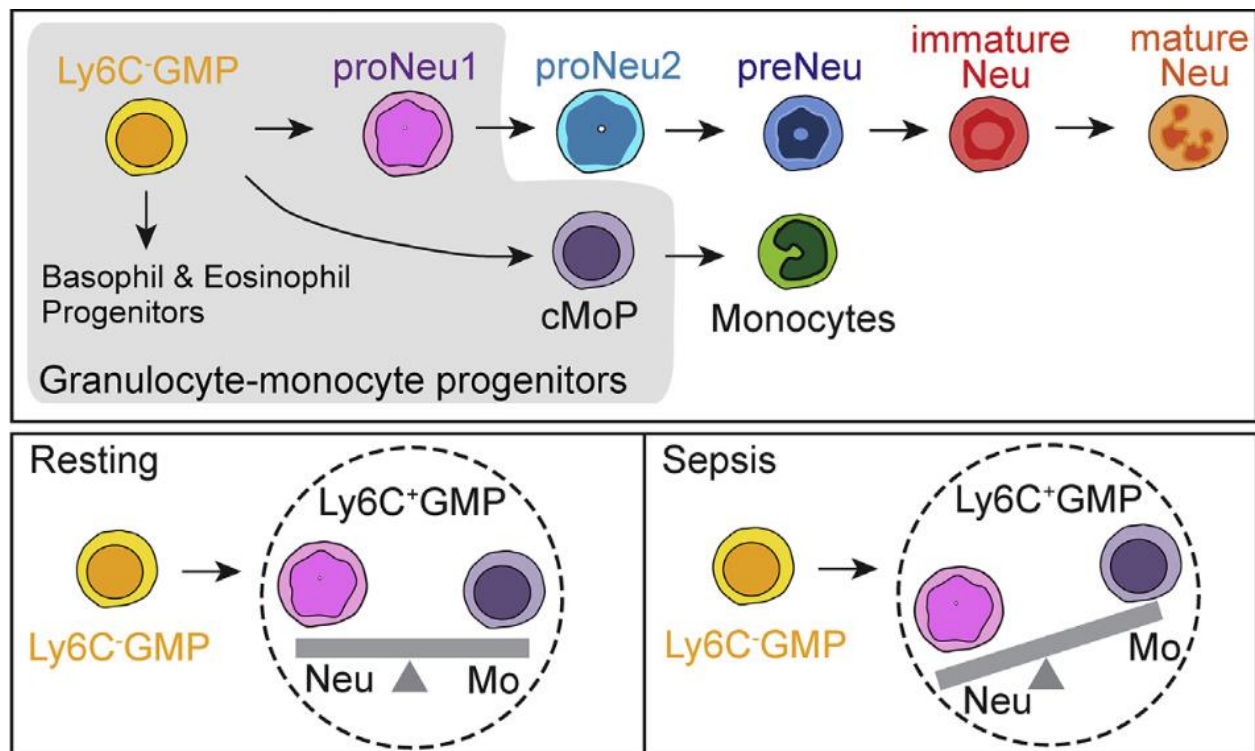 Ly6C⁻GMP
proNeu1
proNeu2
preNeu
immature
Neu
mature
Neu
Basophil & Eosinophil
Progenitors
cMoP
Monocytes
Granulocyte-monocyte progenitors
Resting
Ly6C⁺GMP
Ly6C⁻GMP
Neu
Mo
Sepsis
Ly6C⁺GMP
Ly6C⁻GMP
Neu
Mo